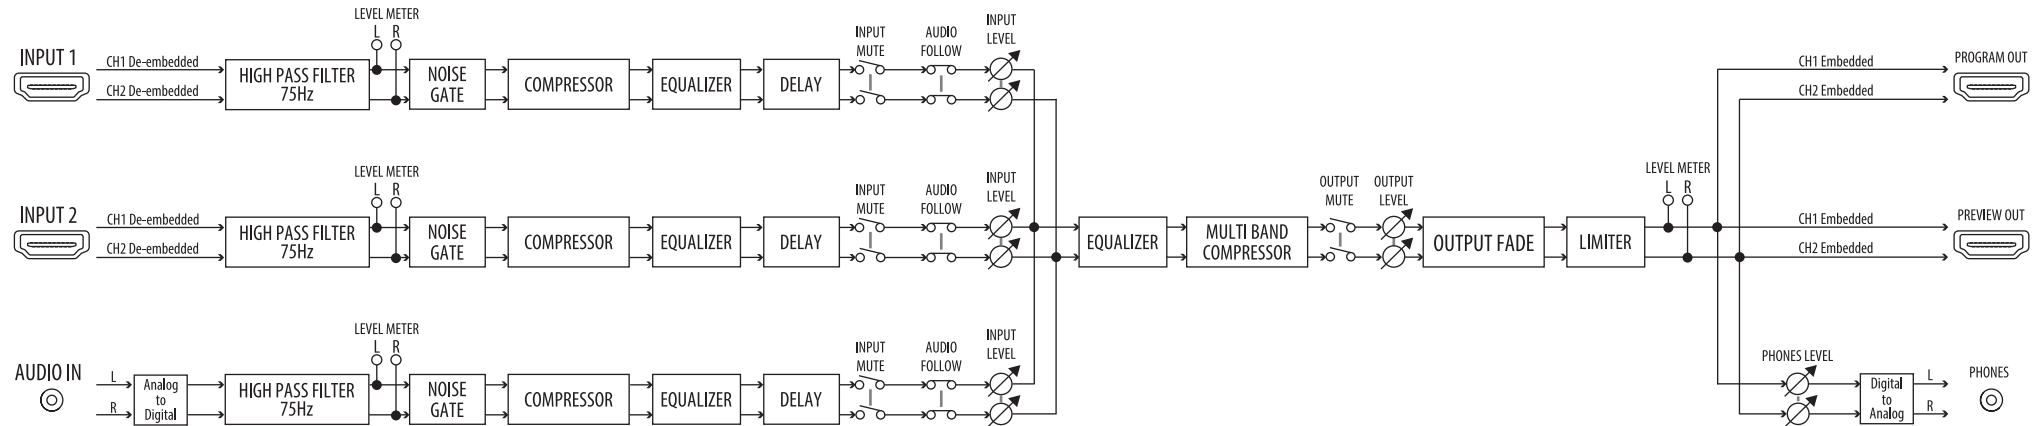 LEVEL METER
L R
INPUT 1
CH1 De-embedded
CH2 De-embedded
HIGH PASS FILTER
75Hz
NOISE
GATE
COMPRESSOR
EQUALIZER
DELAY
INPUT
MUTE
AUDIO
FOLLOW
INPUT
LEVEL
CH1 Embedded
CH2 Embedded
PROGRAM OUT
LEVEL METER
L R
INPUT 2
CH1 De-embedded
CH2 De-embedded
HIGH PASS FILTER
75Hz
NOISE
GATE
COMPRESSOR
EQUALIZER
DELAY
INPUT
MUTE
AUDIO
FOLLOW
INPUT
LEVEL
EQUALIZER
MULTI BAND
COMPRESSOR
OUTPUT
MUTE
OUTPUT
LEVEL
OUTPUT FADE
LIMITER
LEVEL METER
L R
CH1 Embedded
CH2 Embedded
PREVIEW OUT
LEVEL METER
L R
AUDIO IN
L
R
Analog
to
Digital
HIGH PASS FILTER
75Hz
NOISE
GATE
COMPRESSOR
EQUALIZER
DELAY
INPUT
MUTE
AUDIO
FOLLOW
INPUT
LEVEL
PHONES LEVEL
Digital
to
Analog
L
R
PHONES